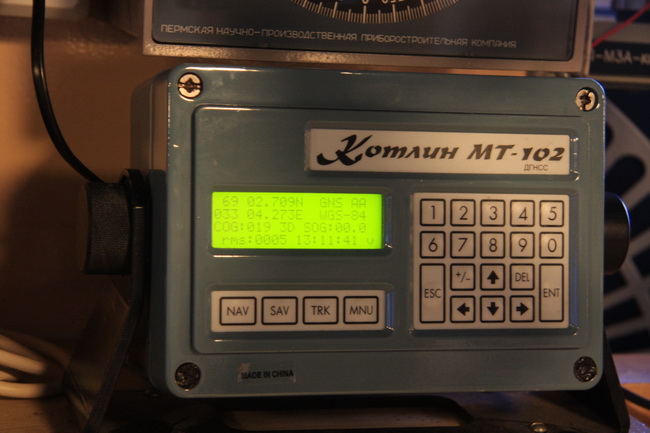 ПЕРМСКАЯ НАУЧНО-ПРОИЗВОДСТВЕННАЯ ПРИБОРОСТРОИТЕЛЬНАЯ КОМПАНИЯ
Котлин МТ-102
ДГНСС
69 02.709N GNS AA
033 04.273E WGS-84
COG:019 3D SOG:00.0
rms:0005 13:11:41 v
1 2 3 4 5
6 7 8 9 0
ESC +/- DEL ENT
NAV SAV TRK MNU
MADE IN CHINA